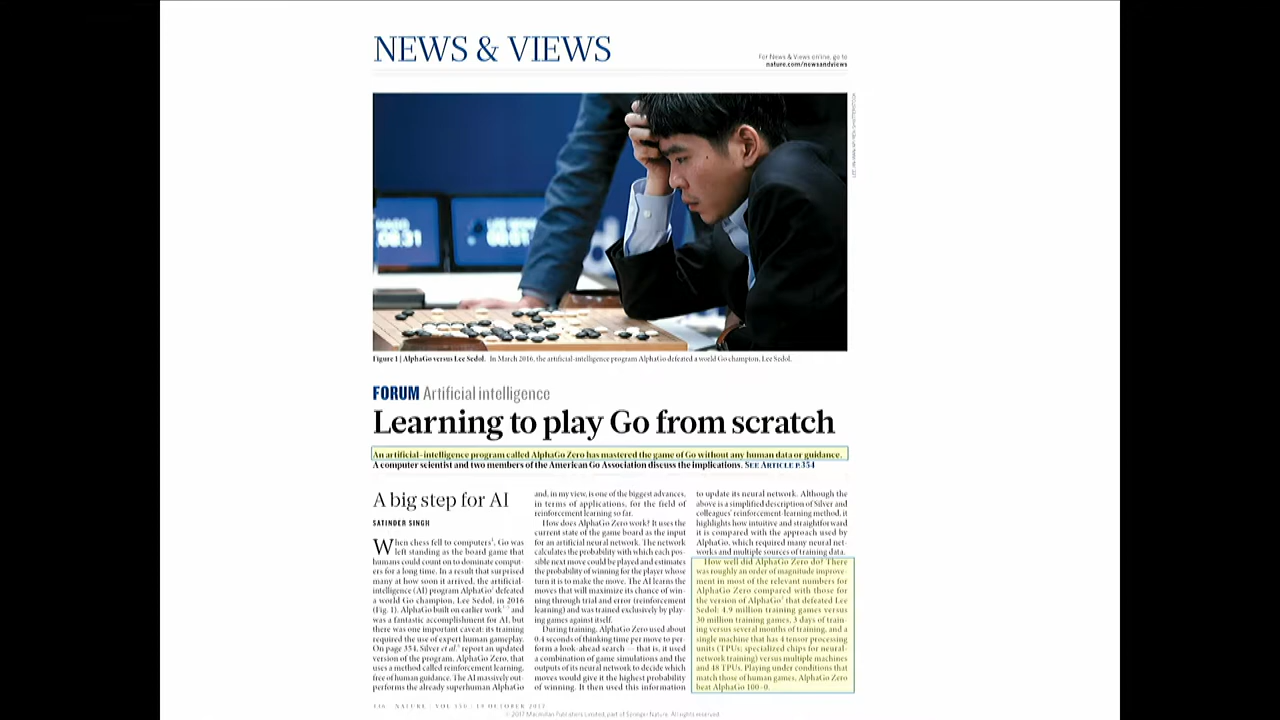 NEWS & VIEWS
For News & Views online, go to
nature.com/newsandviews
Figure 1 | AlphaGo versus Lee Sedol. In March 2016, the artificial-intelligence program AlphaGo defeated a world Go champion, Lee Sedol.
FORUM Artificial intelligence
Learning to play Go from scratch
An artificial-intelligence program called AlphaGo Zero has mastered the game of Go without any human data or guidance.
A computer scientist and two members of the American Go Association discuss the implications. SEE ARTICLE P.354
A big step for AI
SATINDER SINGH
When chess fell to computers¹, Go was
left standing as the board game that
humans could count on to dominate comput-
ers for a long time. In a result that surprised
many at how soon it arrived, the artificial-
intelligence (AI) program AlphaGo² defeated
a world Go champion, Lee Sedol, in 2016
(Fig. 1). AlphaGo built on earlier work and
was a fantastic accomplishment for AI, but
there was one important caveat: its training
required the use of expert human gameplay.
On page 354, Silver et al. report an updated
version of the program, AlphaGo Zero, that
uses a method called reinforcement learning,
free of human guidance. The AI massively out-
performs the already superhuman AlphaGo
and, in my view, is one of the biggest advances,
in terms of applications, for the field of
reinforcement learning so far.
How does AlphaGo Zero work? It uses the
current state of the game board as the input
for an artificial neural network. The network
calculates the probability with which each pos-
sible next move could be played and estimates
the probability of winning for the player whose
turn it is to make the move. The AI learns the
moves that will maximize its chance of win-
ning through trial and error (reinforcement
learning) and was trained exclusively by play-
ing games against itself.
During training, AlphaGo Zero used about
0.4 seconds of thinking time per move to per-
form a look-ahead search — that is, it used
a combination of game simulations and the
outputs of its neural network to decide which
moves would give it the highest probability
of winning. It then used this information
to update its neural network. Although the
above is a simplified description of Silver and
colleagues' reinforcement-learning method, it
highlights how intuitive and straightforward
it is compared with the approach used by
AlphaGo, which required many neural net-
works and multiple sources of training data.
How well did AlphaGo Zero do? There
was roughly an order of magnitude improve-
ment in most of the relevant numbers for
AlphaGo Zero compared with those for
the version of AlphaGo² that defeated Lee
Sedol: 4.9 million training games versus
30 million training games, 3 days of train-
ing versus several months of training, and a
single machine that has 4 tensor processing
units (TPUs; specialized chips for neural-
network training) versus multiple machines
and 48 TPUs. Playing under conditions that
match those of human games, AlphaGo Zero
beat AlphaGo 100–0.
336 | NATURE | VOL 550 | 19 OCTOBER 2017
© 2017 Macmillan Publishers Limited, part of Springer Nature. All rights reserved.